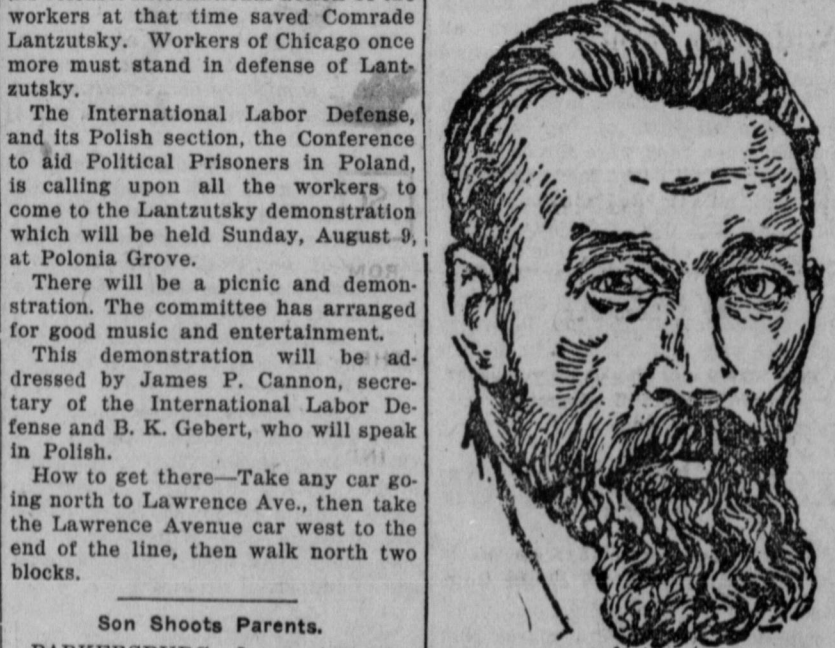 workers at that time saved Comrade
Lantzutsky. Workers of Chicago once
more must stand in defense of Lant-
zutsky.
The International Labor Defense,
and its Polish section, the Conference
to aid Political Prisoners in Poland,
is calling upon all the workers to
come to the Lantzutsky demonstration
which will be held Sunday, August 9,
at Polonia Grove.
There will be a picnic and demon-
stration. The committee has arranged
for good music and entertainment.
This demonstration will be ad-
dressed by James P. Cannon, secre-
tary of the International Labor De-
fense and B. K. Gebert, who will speak
in Polish.
How to get there—Take any car go-
ing north to Lawrence Ave., then take
the Lawrence Avenue car west to the
end of the line, then walk north two
blocks.
Son Shoots Parents.